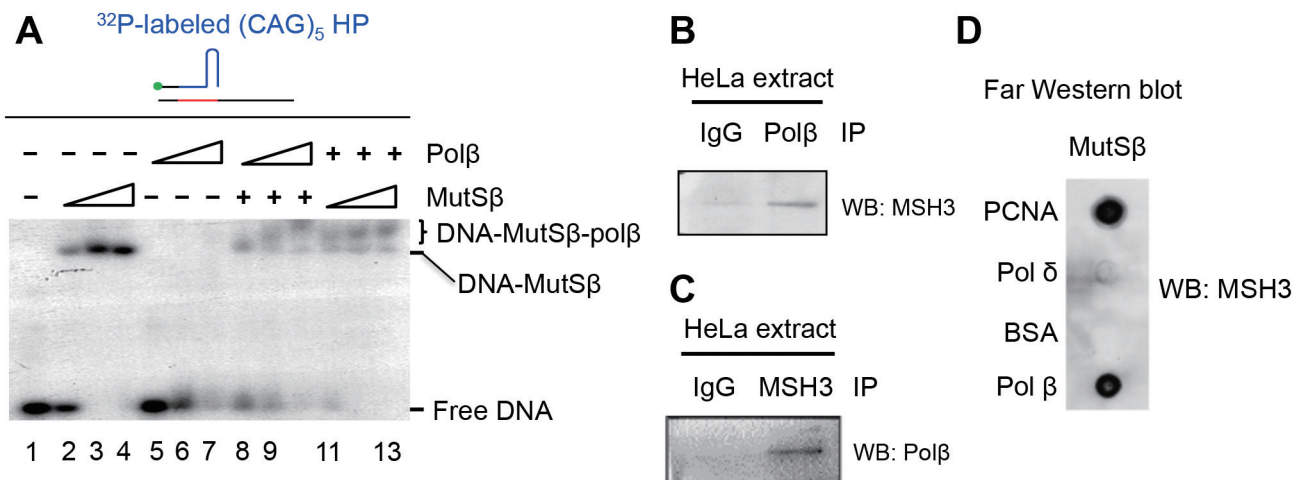 A
³²P-labeled (CAG)₅ HP
– – – – + + + Polβ
– – – – + + + MutSβ
DNA-MutSβ-polβ
DNA-MutSβ
Free DNA
1 2 3 4 5 6 7 8 9 11 13
B
HeLa extract
IgG Polβ IP
WB: MSH3
C
HeLa extract
IgG MSH3 IP
WB: Polβ
D
Far Western blot
MutSβ
PCNA
Pol δ
WB: MSH3
BSA
Pol β